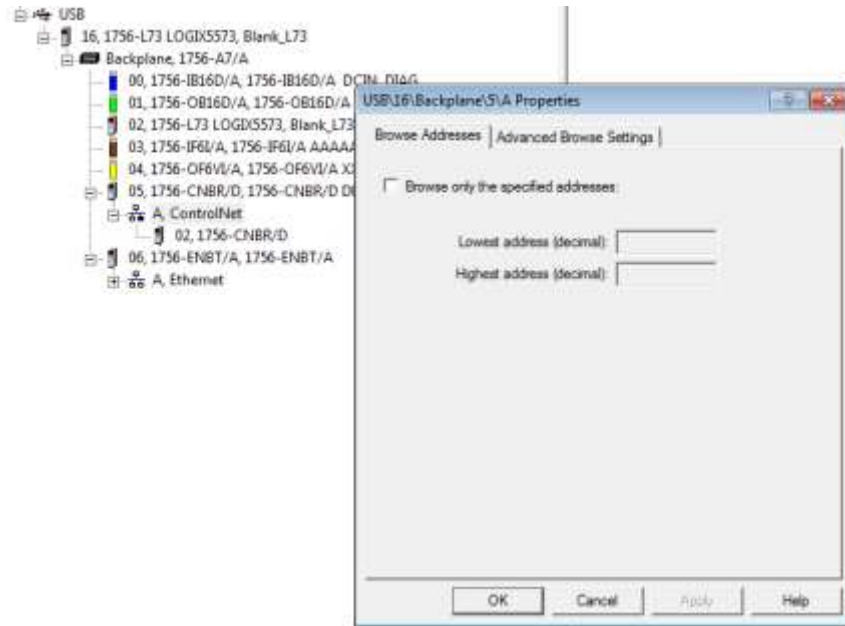 USB
16, 1756-L73 LOGIX5573, Blank_L73
Backplane, 1756-A7/A
00, 1756-IB16D/A, 1756-IB16D/A DCIN DIAG
01, 1756-OB16D/A, 1756-OB16D/A
02, 1756-L73 LOGIX5573, Blank_L73
03, 1756-IF6I/A, 1756-IF6I/A AAAAA
04, 1756-OF6VI/A, 1756-OF6VI/A
05, 1756-CNBR/D, 1756-CNBR/D
A, ControlNet
02, 1756-CNBR/D
06, 1756-ENBT/A, 1756-ENBT/A
A, Ethernet
USB\16\Backplane\5\A Properties
Browse Addresses
Advanced Browse Settings
Browse only the specified addresses:
Lowest address (decimal):
Highest address (decimal):
OK
Cancel
Apply
Help